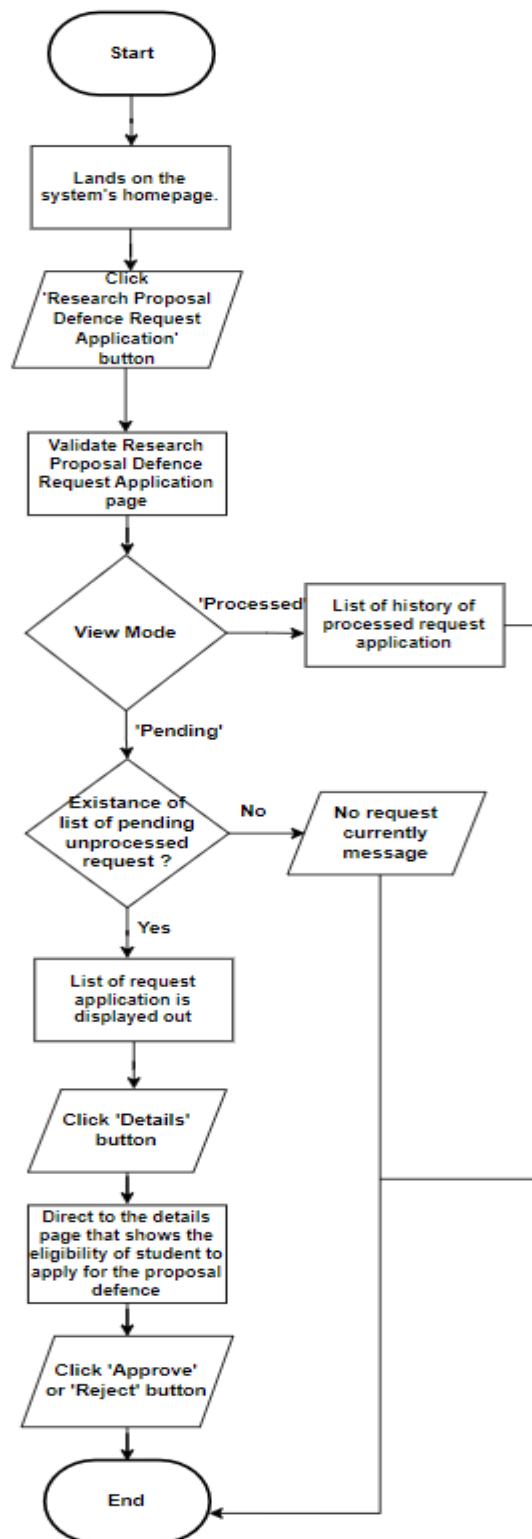 Start
Lands on the
system's homepage.
Click
'Research Proposal
Defence Request
Application'
button
Validate Research
Proposal Defence
Request Application
page
View Mode
'Processed'
List of history of
processed request
application
'Pending'
Existance of
list of pending
unprocessed
request ?
No
No request
currently
message
Yes
List of request
application is
displayed out
Click 'Details'
button
Direct to the details
page that shows the
eligibility of student to
apply for the proposal
defence
Click 'Approve'
or 'Reject' button
End